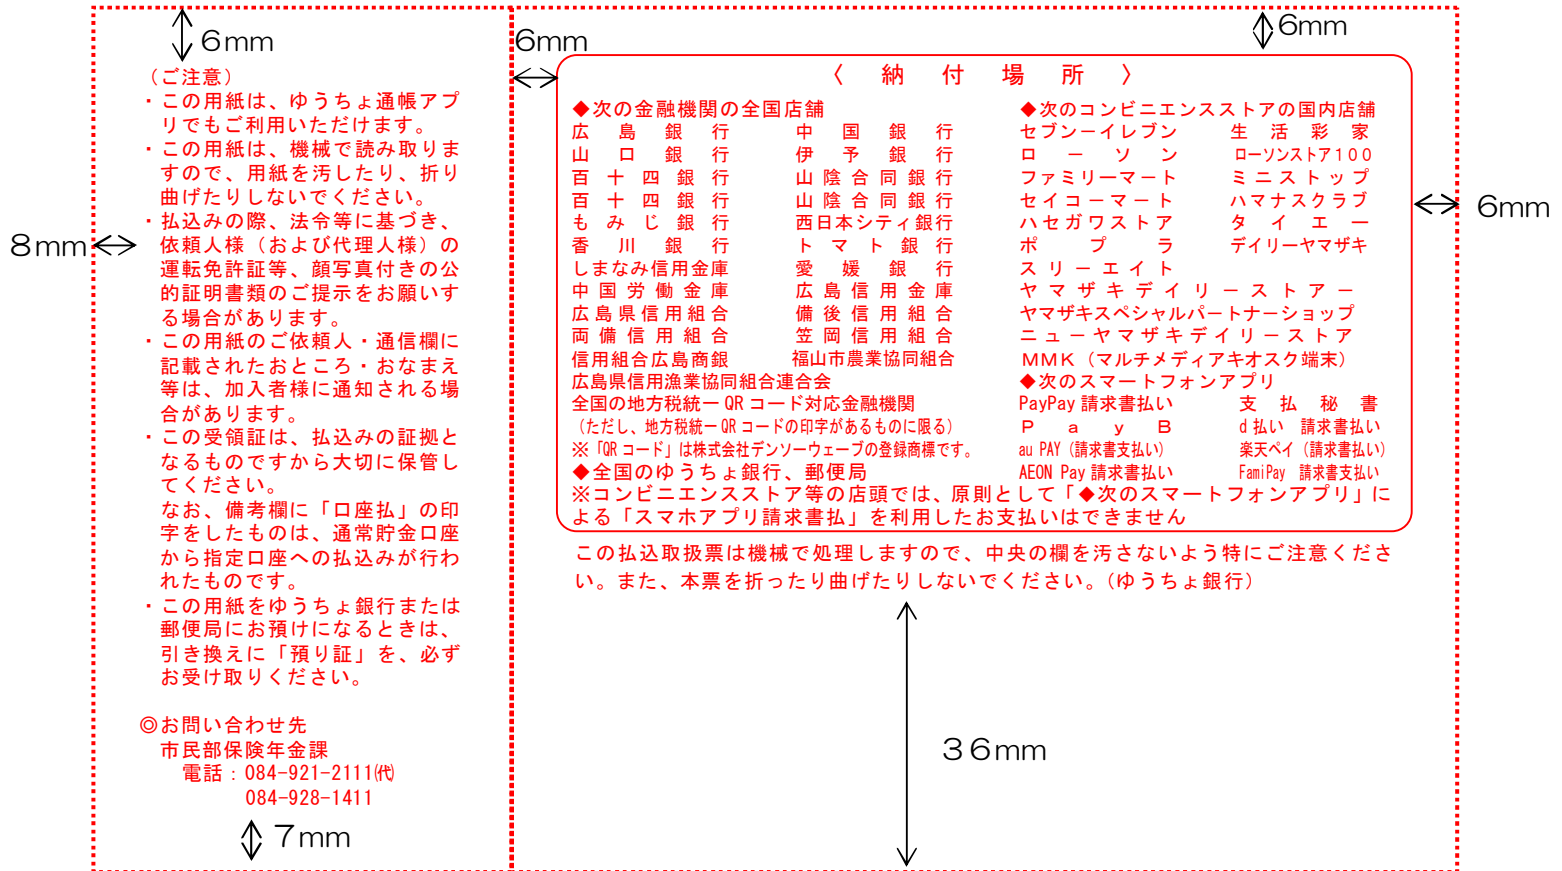 6mm
(ご注意)
・この用紙は、ゆうちょ通帳アプ
リでもご利用いただけます。
・この用紙は、機械で読み取りま
すので、用紙を汚したり、折り
曲げたりしないでください。
・払込みの際、法令等に基づき、
依頼人様（および代理人様）の
運転免許証等、顔写真付きの公
的証明書類のご提示をお願いす
る場合があります。
・この用紙のご依頼人・通信欄に
記載されたおところ・おなまえ
等は、加入者様に通知される場
合があります。
・この受領証は、払込みの証拠と
なるものですから大切に保管し
てください。
なお、備考欄に「口座払」の印
字をしたものは、通常貯金口座
から指定口座への払込みが行わ
れたものです。
・この用紙をゆうちょ銀行または
郵便局にお預けになるときは、
引き換えに「預り証」を、必ず
お受け取りください。
◎お問い合わせ先
市民部保険年金課
電話：084-921-2111㈹
084-928-1411
7mm
8mm
6mm
6mm
6mm
〈 納 付 場 所 〉
◆次の金融機関の全国店舗
広島銀行 中国銀行
山口銀行 伊予銀行
百十四銀行 山陰合同銀行
百十四銀行 山陰合同銀行
もみじ銀行 西日本シティ銀行
香川銀行 トマト銀行
しまなみ信用金庫 愛媛銀行
中国労働金庫 広島信用金庫
広島県信用組合 備後信用組合
両備信用組合 笠岡信用組合
信用組合広島商銀 福山市農業協同組合
広島県信用漁業協同組合連合会
全国の地方税統一QRコード対応金融機関
（ただし、地方税統一QRコードの印字があるものに限る）
※「QRコード」は株式会社デンソーウェーブの登録商標です。
◆全国のゆうちょ銀行、郵便局
◆次のコンビニエンスストアの国内店舗
セブン－イレブン 生活彩家
ローソン ローソンストア１００
ファミリーマート ミニストップ
セイコーマート ハマナスクラブ
ハセガワストア タイエー
ポプラ デイリーヤマザキ
スリーエイト
ヤマザキデイリーストアー
ヤマザキスペシャルパートナーショップ
ニューヤマザキデイリーストア
ＭＭＫ（マルチメディアキオスク端末）
◆次のスマートフォンアプリ
PayPay請求書払い 支払秘書
ＰａｙＢ d払い 請求書払い
au PAY（請求書支払い） 楽天ペイ（請求書払い）
AEON Pay請求書払い FamiPay 請求書支払い
※コンビニエンスストア等の店頭では、原則として「◆次のスマートフォンアプリ」に
よる「スマホアプリ請求書払」を利用したお支払いはできません
この払込取扱票は機械で処理しますので、中央の欄を汚さないよう特にご注意くださ
い。また、本票を折ったり曲げたりしないでください。（ゆうちょ銀行）
36mm